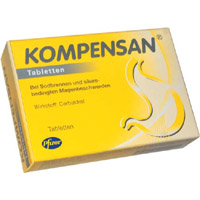 KOMPENSAN®
Tabletten
Bei Sodbrennen und säure-
bedingten Magenbeschwerden
Wirkstoff: Carbaldrat
Tabletten
Pfizer